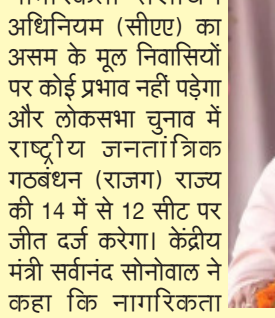 अधिनियम (सीएए) का
असम के मूल निवासियों
पर कोई प्रभाव नहीं पड़ेगा
और लोकसभा चुनाव में
राष्ट्रीय जनतांत्रिक
गठबंधन (राजग) राज्य
की 14 में से 12 सीट पर
जीत दर्ज करेगा। केंद्रीय
मंत्री सर्वानंद सोनोवाल ने
कहा कि नागरिकता